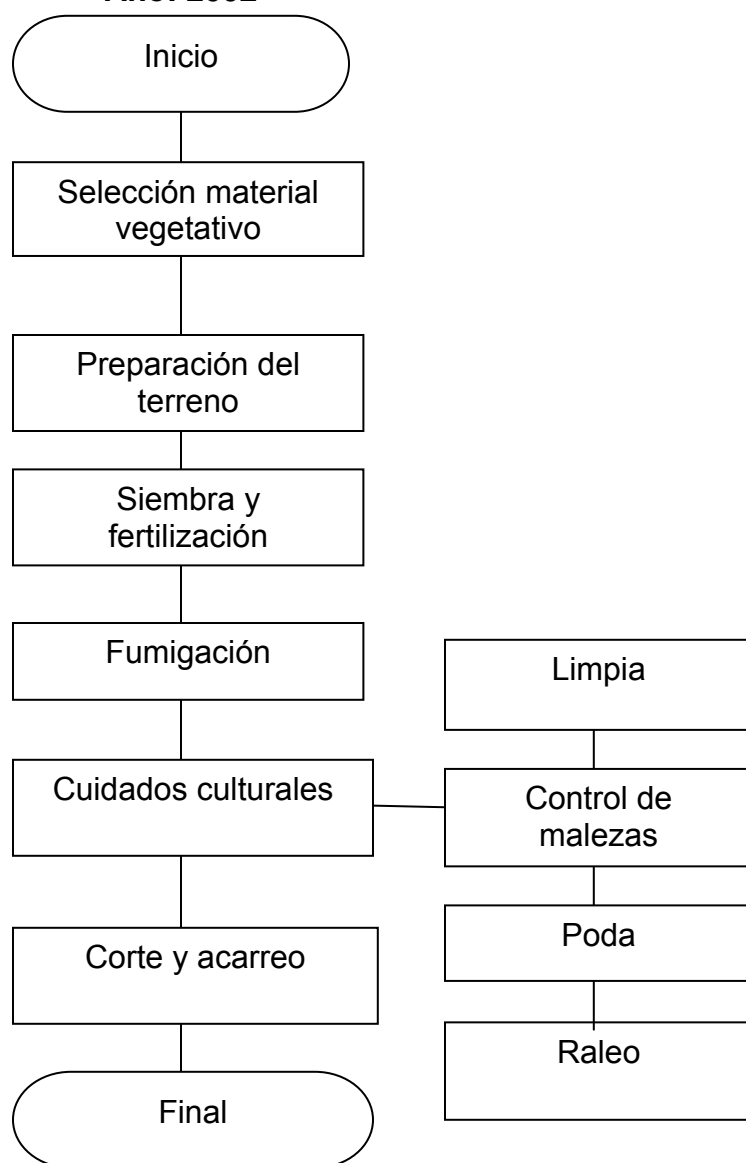 Inicio
Selección material
vegetativo
Preparación del
terreno
Siembra y
fertilización
Fumigación
Cuidados culturales
Corte y acarreo
Final
Limpia
Control de
malezas
Poda
Raleo